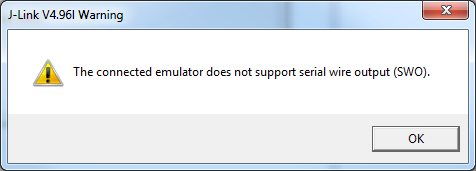 J-Link V4.96l Warning
The connected emulator does not support serial wire output (SWO).
OK